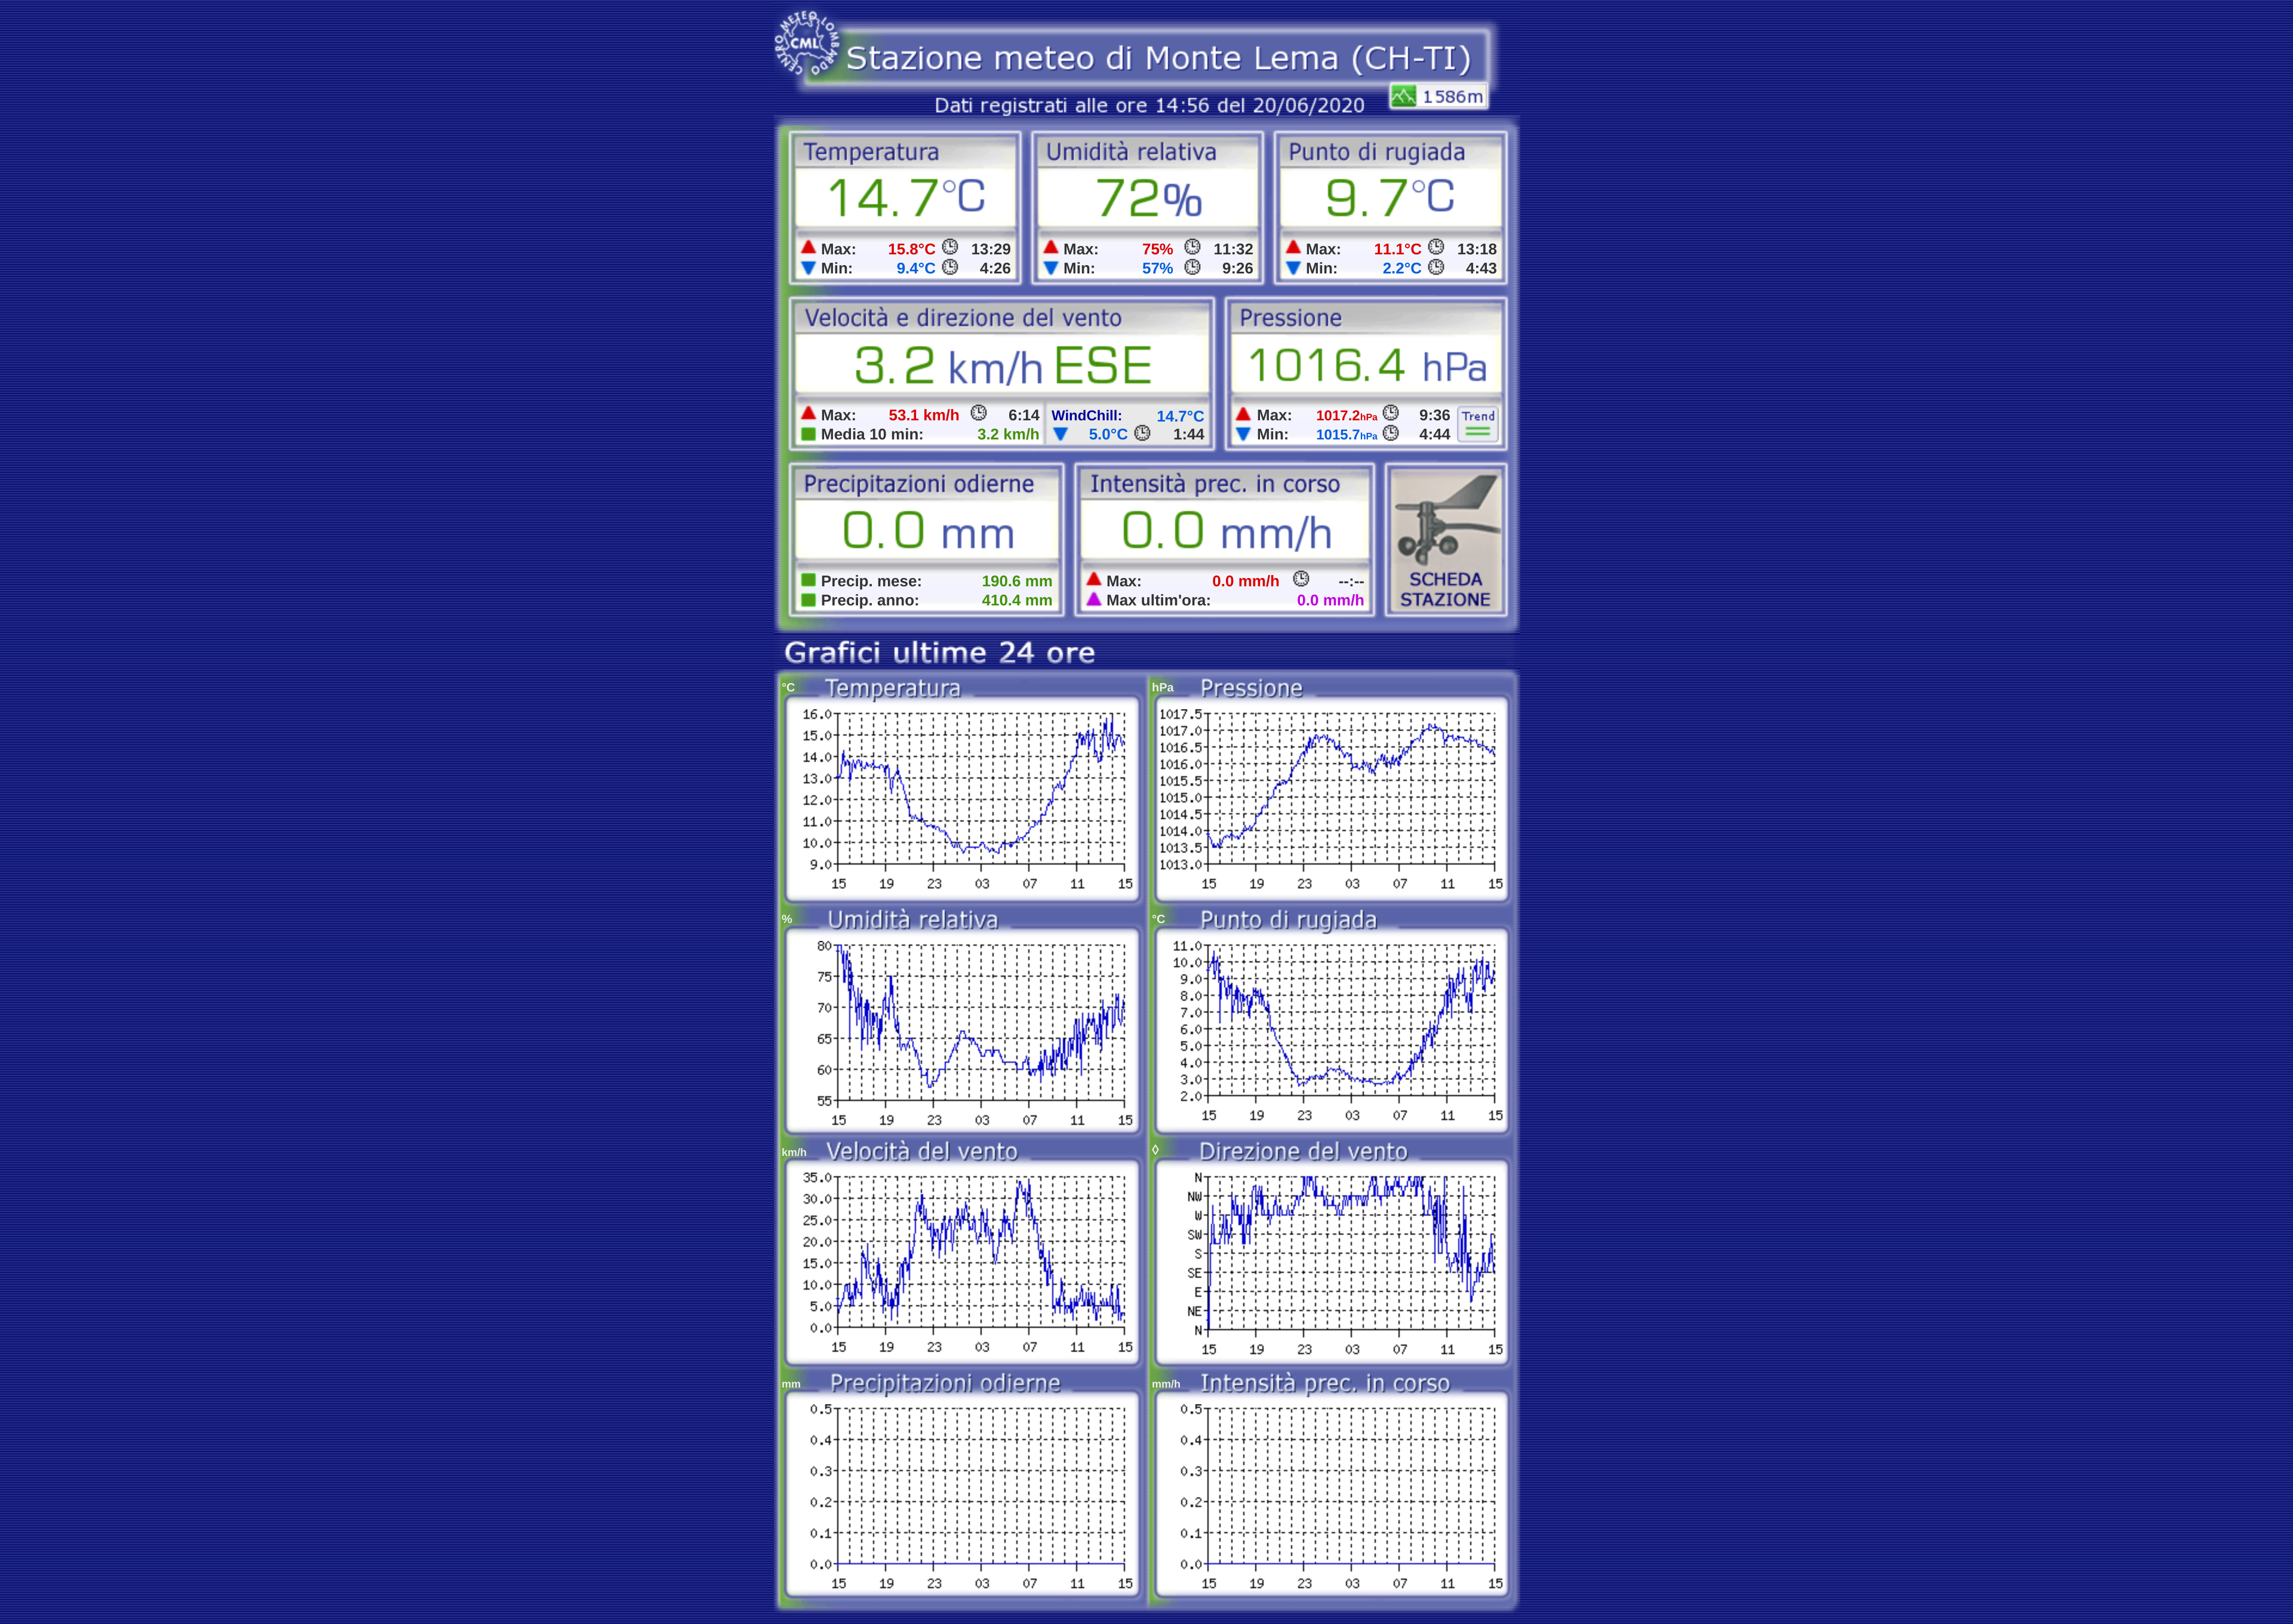 CENTRO METEO LOMBARDO
CML
Stazione meteo di Monte Lema (CH-TI)
1586m
Dati registrati alle ore 14:56 del 20/06/2020
Temperatura
14.7°C
Max: 15.8°C 13:29
Min: 9.4°C 4:26
Umidità relativa
72%
Max: 75% 11:32
Min: 57% 9:26
Punto di rugiada
9.7°C
Max: 11.1°C 13:18
Min: 2.2°C 4:43
Velocità e direzione del vento
3.2 km/h ESE
Max: 53.1 km/h 6:14
Media 10 min: 3.2 km/h
WindChill: 14.7°C
5.0°C 1:44
Pressione
1016.4 hPa
Max: 1017.2hPa 9:36
Min: 1015.7hPa 4:44
Trend
Precipitazioni odierne
0.0 mm
Precip. mese: 190.6 mm
Precip. anno: 410.4 mm
Intensità prec. in corso
0.0 mm/h
Max: 0.0 mm/h --:--
Max ultim'ora: 0.0 mm/h
SCHEDA
STAZIONE
Grafici ultime 24 ore
°C Temperatura
16.0
15.0
14.0
13.0
12.0
11.0
10.0
9.0
15 19 23 03 07 11 15
hPa Pressione
1017.5
1017.0
1016.5
1016.0
1015.5
1015.0
1014.5
1014.0
1013.5
1013.0
15 19 23 03 07 11 15
% Umidità relativa
80
75
70
65
60
55
15 19 23 03 07 11 15
°C Punto di rugiada
11.0
10.0
9.0
8.0
7.0
6.0
5.0
4.0
3.0
2.0
15 19 23 03 07 11 15
km/h Velocità del vento
35.0
30.0
25.0
20.0
15.0
10.0
5.0
0.0
15 19 23 03 07 11 15
◊ Direzione del vento
N
NW
W
SW
S
SE
E
NE
N
15 19 23 03 07 11 15
mm Precipitazioni odierne
0.5
0.4
0.3
0.2
0.1
0.0
15 19 23 03 07 11 15
mm/h Intensità prec. in corso
0.5
0.4
0.3
0.2
0.1
0.0
15 19 23 03 07 11 15